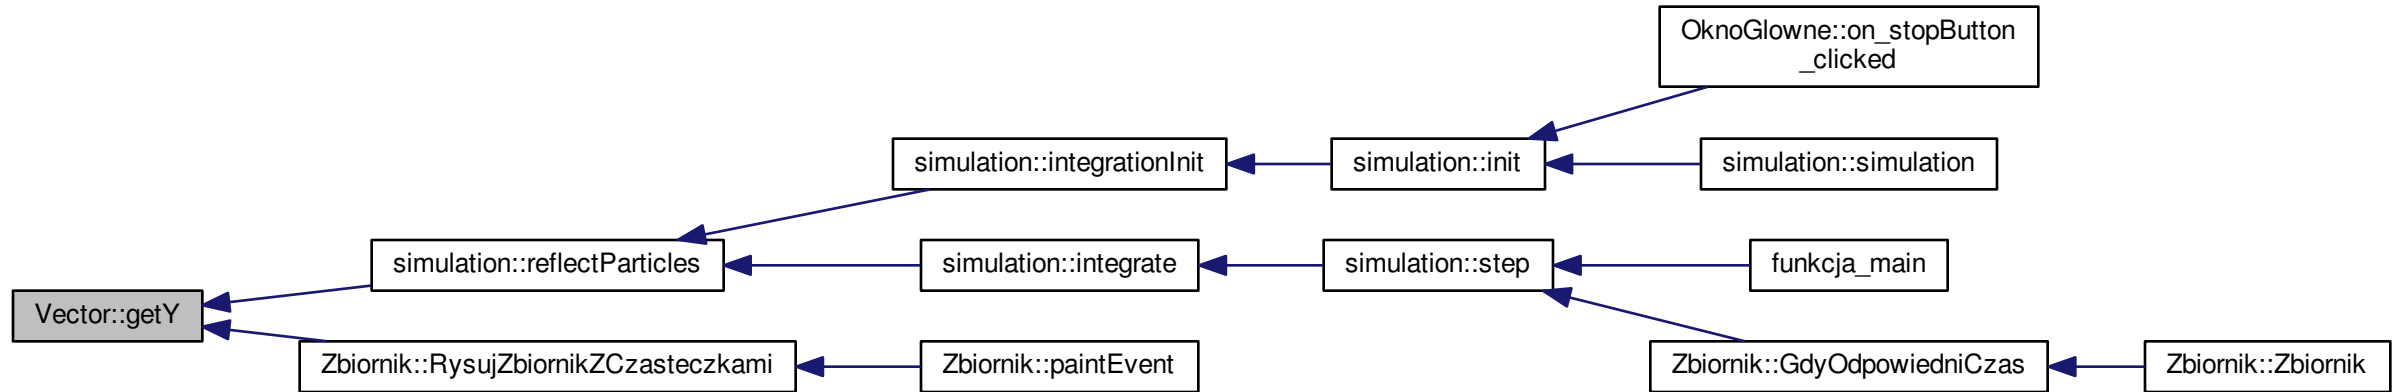 OknoGlowne::on_stopButton
_clicked
simulation::integrationInit
simulation::init
simulation::simulation
simulation::reflectParticles
simulation::integrate
simulation::step
funkcja_main
Vector::getY
Zbiornik::RysujZbiornikZCzasteczkami
Zbiornik::paintEvent
Zbiornik::GdyOdpowiedniCzas
Zbiornik::Zbiornik